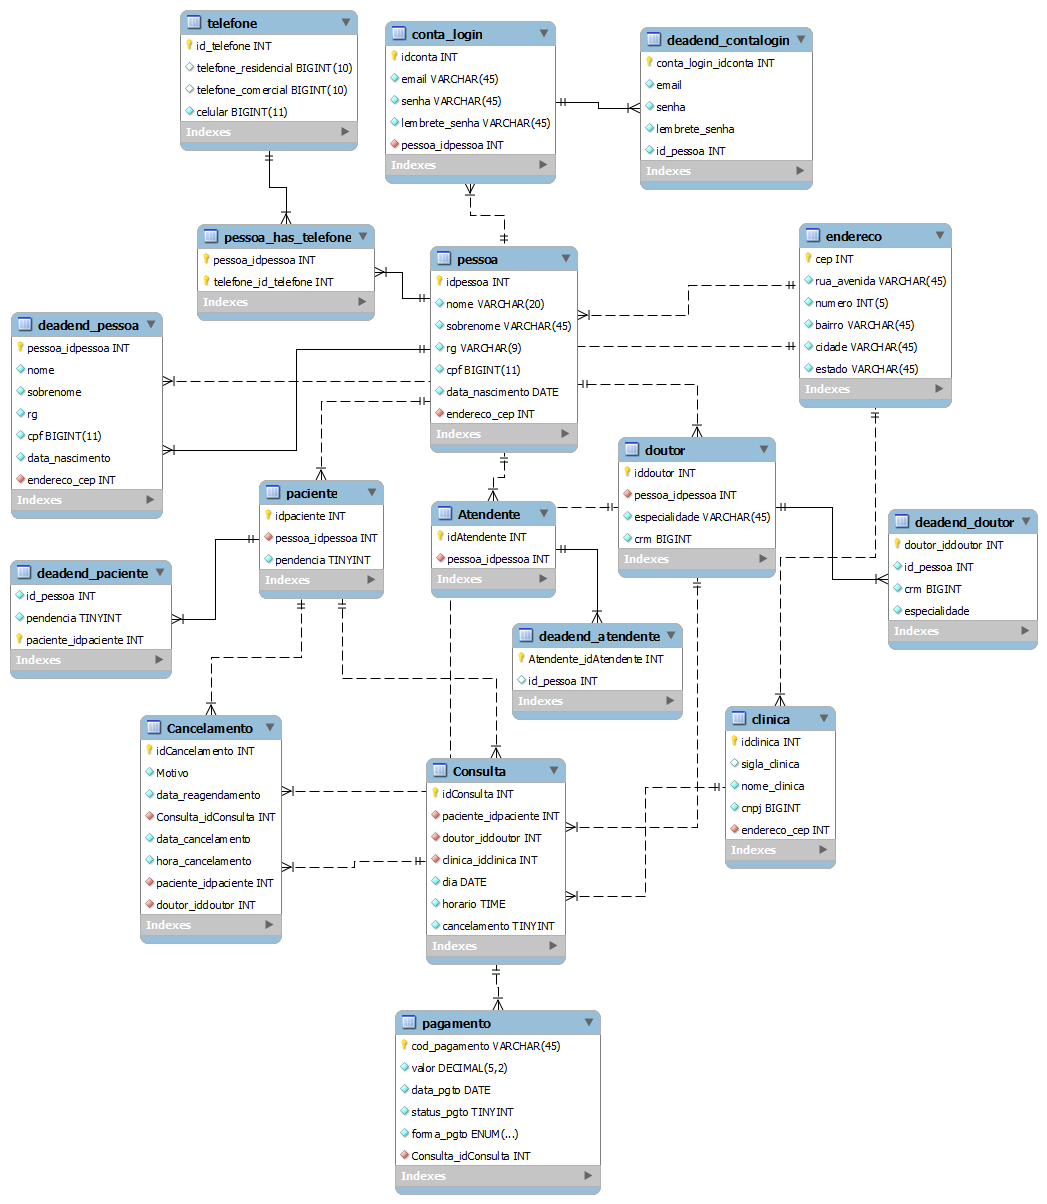 telefone
id_telefone INT
telefone_residencial BIGINT(10)
telefone_comercial BIGINT(10)
celular BIGINT(11)
Indexes
conta_login
idconta INT
email VARCHAR(45)
senha VARCHAR(45)
lembrete_senha VARCHAR(45)
pessoa_idpessoa INT
Indexes
deadend_contalogin
conta_login_idconta INT
email
senha
lembrete_senha
id_pessoa INT
Indexes
pessoa_has_telefone
pessoa_idpessoa INT
telefone_id_telefone INT
Indexes
pessoa
idpessoa INT
nome VARCHAR(20)
sobrenome VARCHAR(45)
rg VARCHAR(9)
cpf BIGINT(11)
data_nascimento DATE
endereco_cep INT
Indexes
endereco
cep INT
rua_avenida VARCHAR(45)
numero INT(5)
bairro VARCHAR(45)
cidade VARCHAR(45)
estado VARCHAR(45)
Indexes
deadend_pessoa
pessoa_idpessoa INT
nome
sobrenome
rg
cpf BIGINT(11)
data_nascimento
endereco_cep INT
Indexes
paciente
idpaciente INT
pessoa_idpessoa INT
pendencia TINYINT
Indexes
Atendente
idAtendente INT
pessoa_idpessoa INT
Indexes
doutor
iddoutor INT
pessoa_idpessoa INT
especialidade VARCHAR(45)
crm BIGINT
Indexes
deadend_doutor
doutor_iddoutor INT
id_pessoa INT
crm BIGINT
especialidade
Indexes
deadend_paciente
id_pessoa INT
pendencia TINYINT
paciente_idpaciente INT
Indexes
deadend_atendente
Atendente_idAtendente INT
id_pessoa INT
Indexes
Cancelamento
idCancelamento INT
Motivo
data_reagendamento
Consulta_idConsulta INT
data_cancelamento
hora_cancelamento
paciente_idpaciente INT
doutor_iddoutor INT
Indexes
Consulta
idConsulta INT
paciente_idpaciente INT
doutor_iddoutor INT
clinica_idclinica INT
dia DATE
horario TIME
cancelamento TINYINT
Indexes
clinica
idclinica INT
sigla_clinica
nome_clinica
cnpj BIGINT
endereco_cep INT
Indexes
pagamento
cod_pagamento VARCHAR(45)
valor DECIMAL(5,2)
data_pgto DATE
status_pgto TINYINT
forma_pgto ENUM(...)
Consulta_idConsulta INT
Indexes